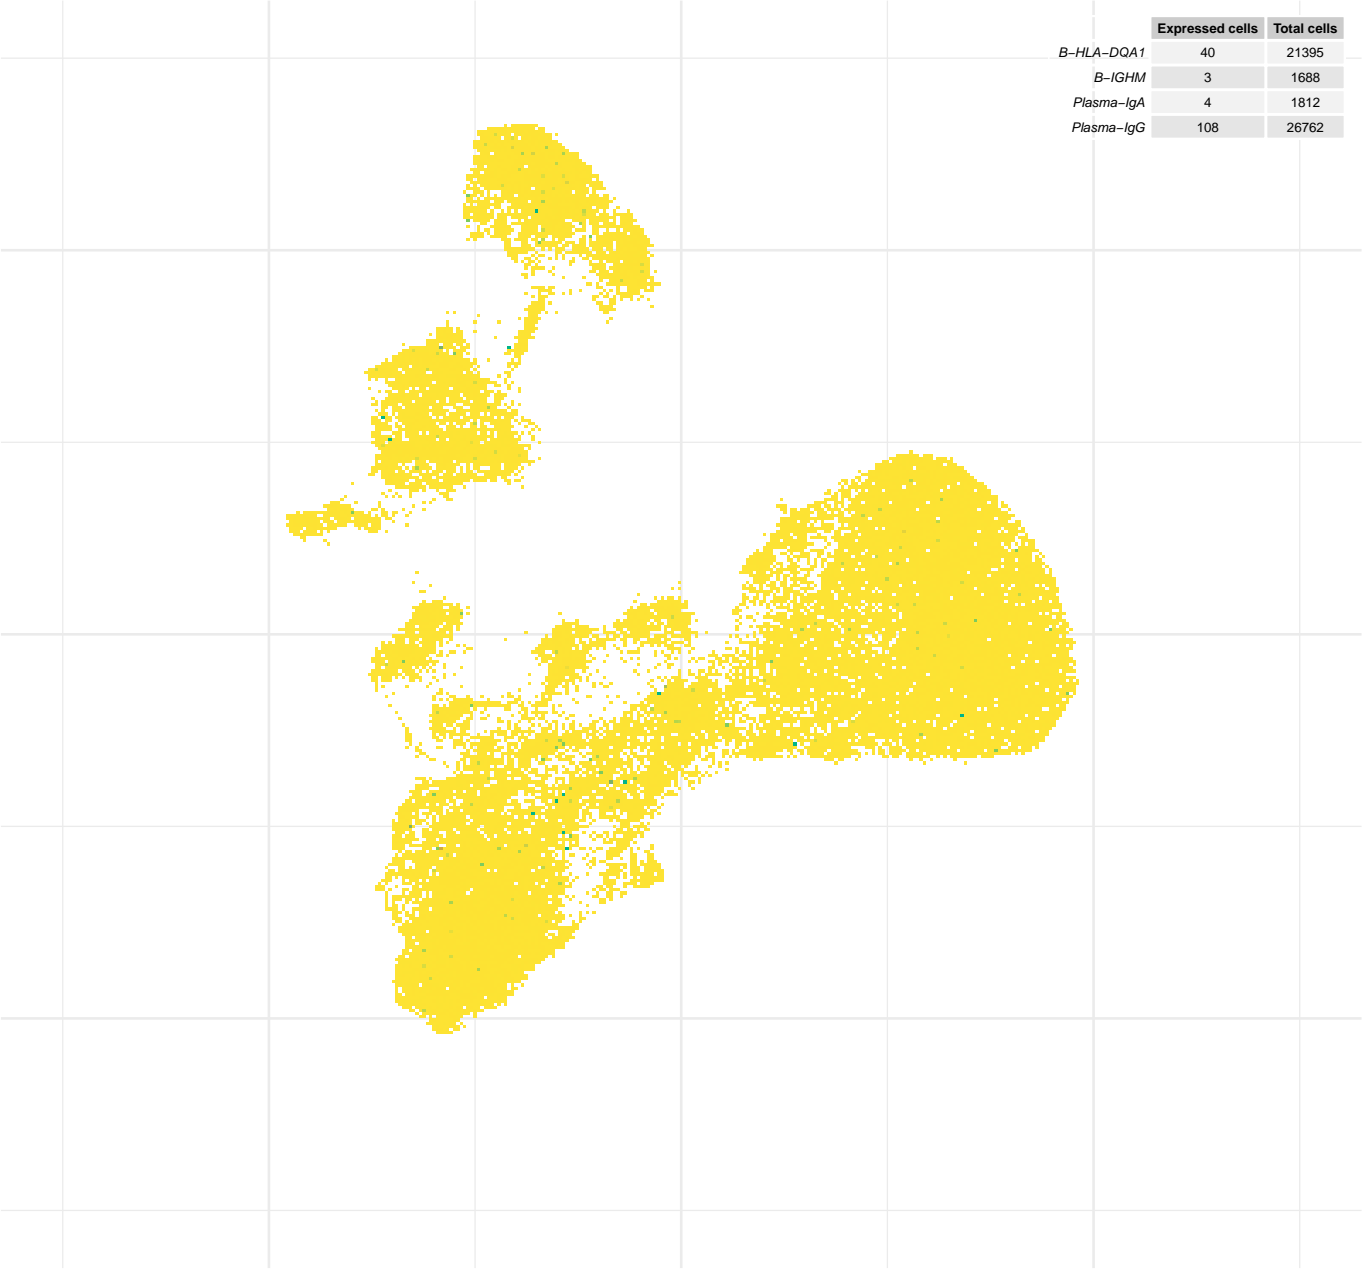 Expressed cells Total cells
B−HLA−DQA1 40 21395
B−IGHM 3 1688
Plasma−IgA 4 1812
Plasma−IgG 108 26762